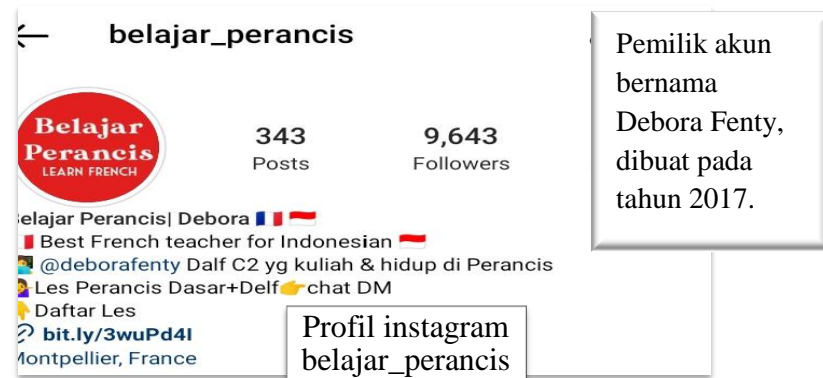 belajar_perancis
Belajar
Perancis
LEARN FRENCH
343
Posts
9,643
Followers
elajar Perancis| Debora 🇫🇷 🇮🇩
🇫🇷 Best French teacher for Indonesian 🇮🇩
@deborafenty Dalf C2 yg kuliah & hidup di Perancis
Les Perancis Dasar+Delf👉chat DM
👇Daftar Les
bit.ly/3wuPd4I
Montpellier, France
Pemilik akun
bernama
Debora Fenty,
dibuat pada
tahun 2017.
Profil instagram
belajar_perancis